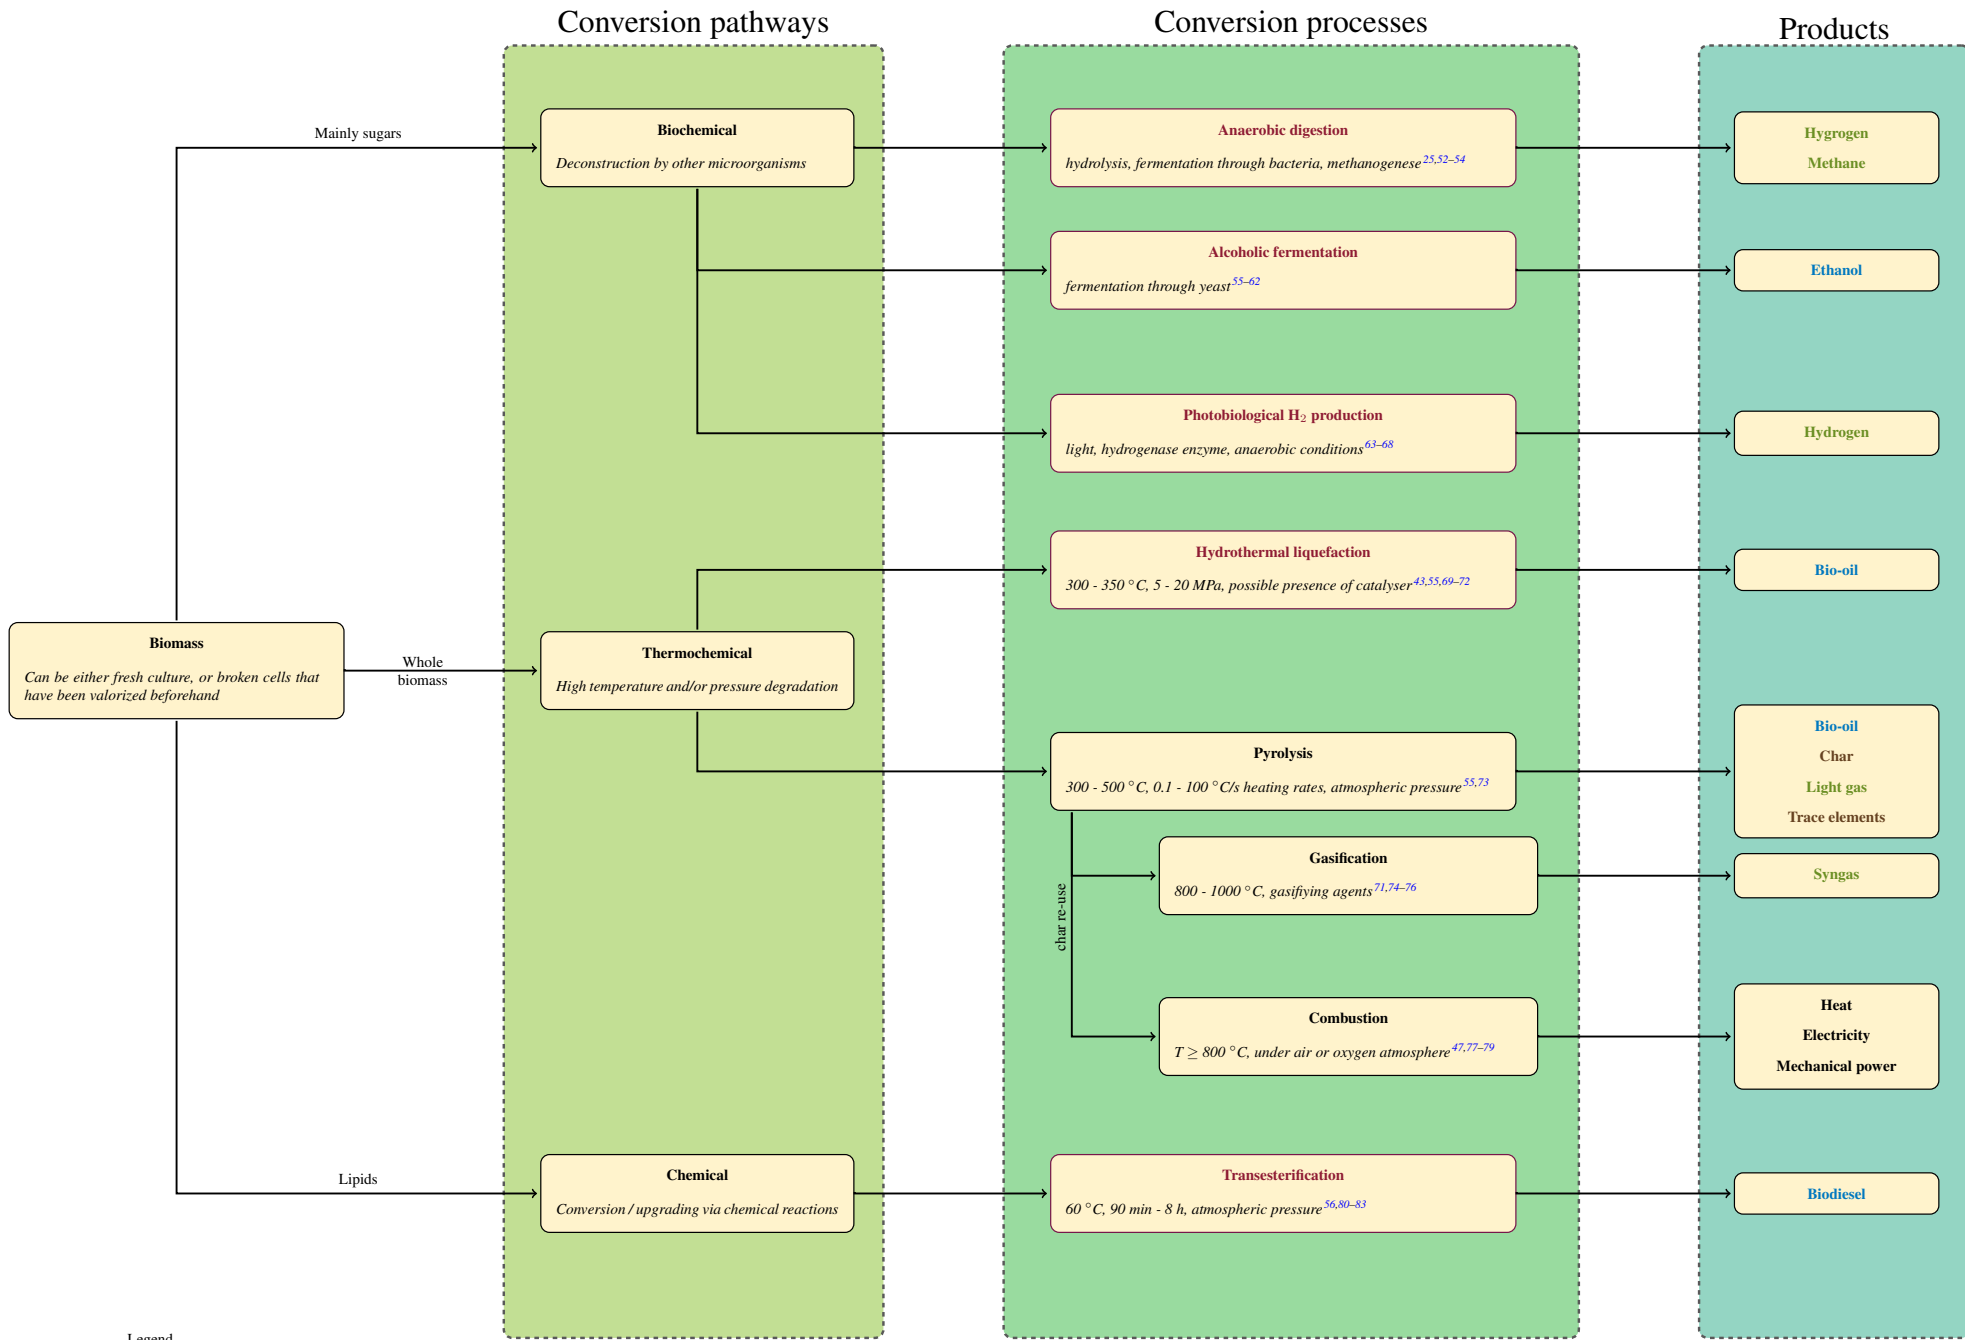 Conversion pathways
Conversion processes
Products
Mainly sugars
Biochemical
Deconstruction by other microorganisms
Anaerobic digestion
hydrolysis, fermentation through bacteria, methanogenese25,52–54
Hygrogen
Methane
Alcoholic fermentation
fermentation through yeast55–62
Ethanol
Photobiological H2 production
light, hydrogenase enzyme, anaerobic conditions63–68
Hydrogen
Hydrothermal liquefaction
300 - 350 °C, 5 - 20 MPa, possible presence of catalyser43,55,69–72
Bio-oil
Biomass
Can be either fresh culture, or broken cells that
have been valorized beforehand
Whole
biomass
Thermochemical
High temperature and/or pressure degradation
Pyrolysis
300 - 500 °C, 0.1 - 100 °C/s heating rates, atmospheric pressure55,73
Bio-oil
Char
Light gas
Trace elements
char re-use
Gasification
800 - 1000 °C, gasifiying agents71,74–76
Syngas
Combustion
T ≥ 800 °C, under air or oxygen atmosphere47,77–79
Heat
Electricity
Mechanical power
Lipids
Chemical
Conversion / upgrading via chemical reactions
Transesterification
60 °C, 90 min - 8 h, atmospheric pressure56,80–83
Biodiesel
Legend